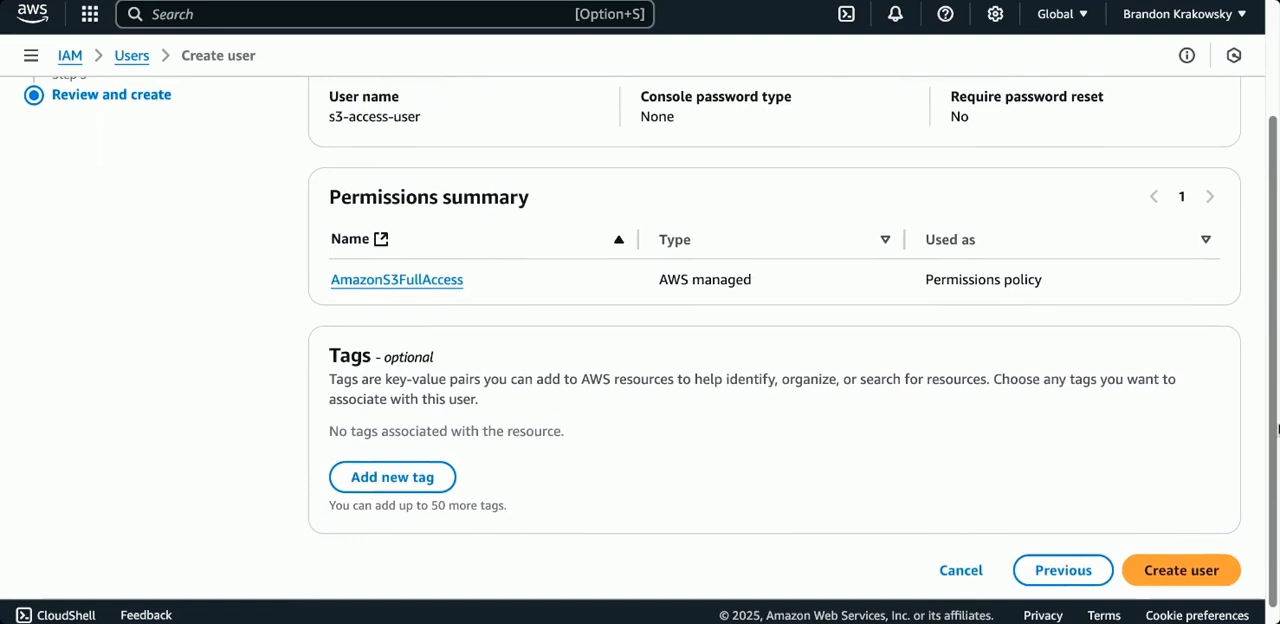 aws
Search
[Option+S]
Global
Brandon Krakowsky
IAM
Users
Create user
Review and create
User name
s3-access-user
Console password type
None
Require password reset
No
Permissions summary
1
Name
Type
Used as
AmazonS3FullAccess
AWS managed
Permissions policy
Tags - optional
Tags are key-value pairs you can add to AWS resources to help identify, organize, or search for resources. Choose any tags you want to
associate with this user.
No tags associated with the resource.
Add new tag
You can add up to 50 more tags.
Cancel
Previous
Create user
CloudShell
Feedback
© 2025, Amazon Web Services, Inc. or its affiliates.
Privacy
Terms
Cookie preferences